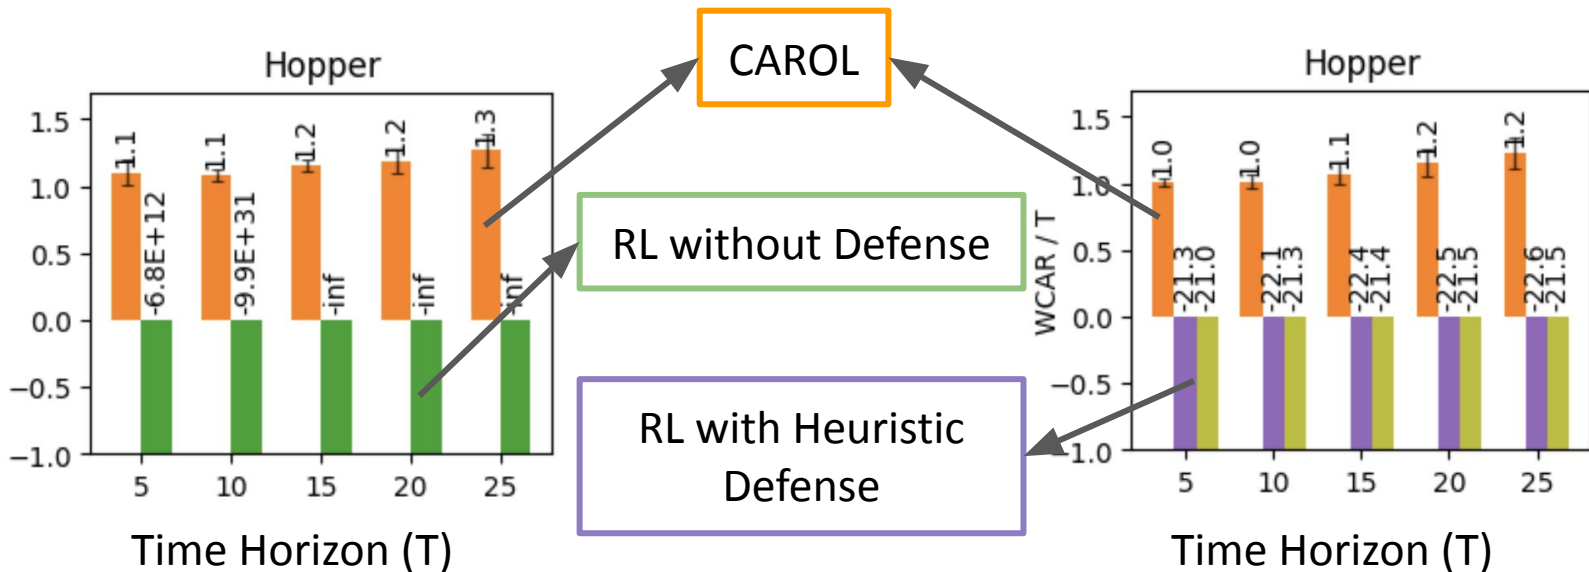 CAROL
Hopper
1.5
1.0
0.5
0.0
−0.5
−1.0
1.1
-6.8E+12
1.1
-9.9E+31
1.2
-inf
1.2
-inf
1.3
-inf
5 10 15 20 25
Time Horizon (T)
RL without Defense
RL with Heuristic
Defense
Hopper
WCAR / T
1.5
1.0
0.5
0.0
−0.5
−1.0
1.0
-21.3
-21.0
1.0
-22.1
-21.3
1.1
-22.4
-21.4
1.2
-22.5
-21.5
1.2
-22.6
-21.5
5 10 15 20 25
Time Horizon (T)